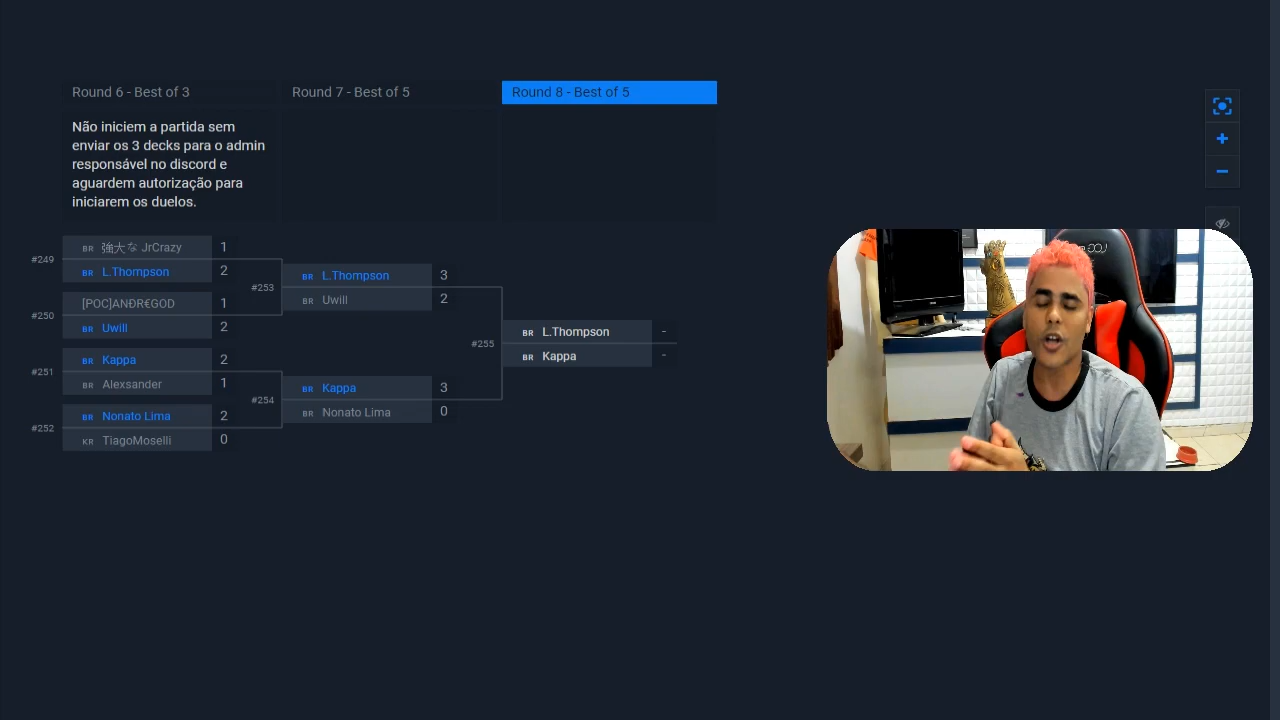 Round 6 - Best of 3
Round 7 - Best of 5
Round 8 - Best of 5
Não iniciem a partida sem
enviar os 3 decks para o admin
responsável no discord e
aguardem autorização para
iniciarem os duelos.
#249
BR 強大な JrCrazy 1
BR L.Thompson 2
#250
[POC]ANÐR€GOD 1
BR Uwill 2
#251
BR Kappa 2
BR Alexsander 1
#252
BR Nonato Lima 2
KR TiagoMoselli 0
#253
BR L.Thompson 3
BR Uwill 2
#254
BR Kappa 3
BR Nonato Lima 0
#255
BR L.Thompson -
BR Kappa -